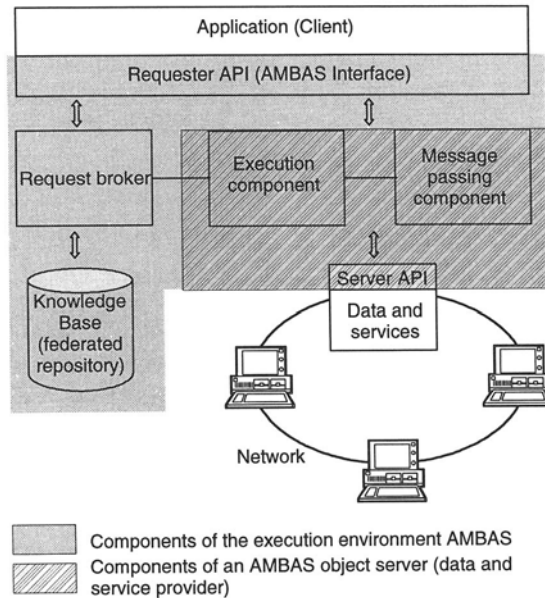 Application (Client)
Requester API (AMBAS Interface)
Request broker
Execution
component
Message
passing
component
Server API
Knowledge
Base
(federated
repository)
Data and
services
Network
Components of the execution environment AMBAS
Components of an AMBAS object server (data and
service provider)